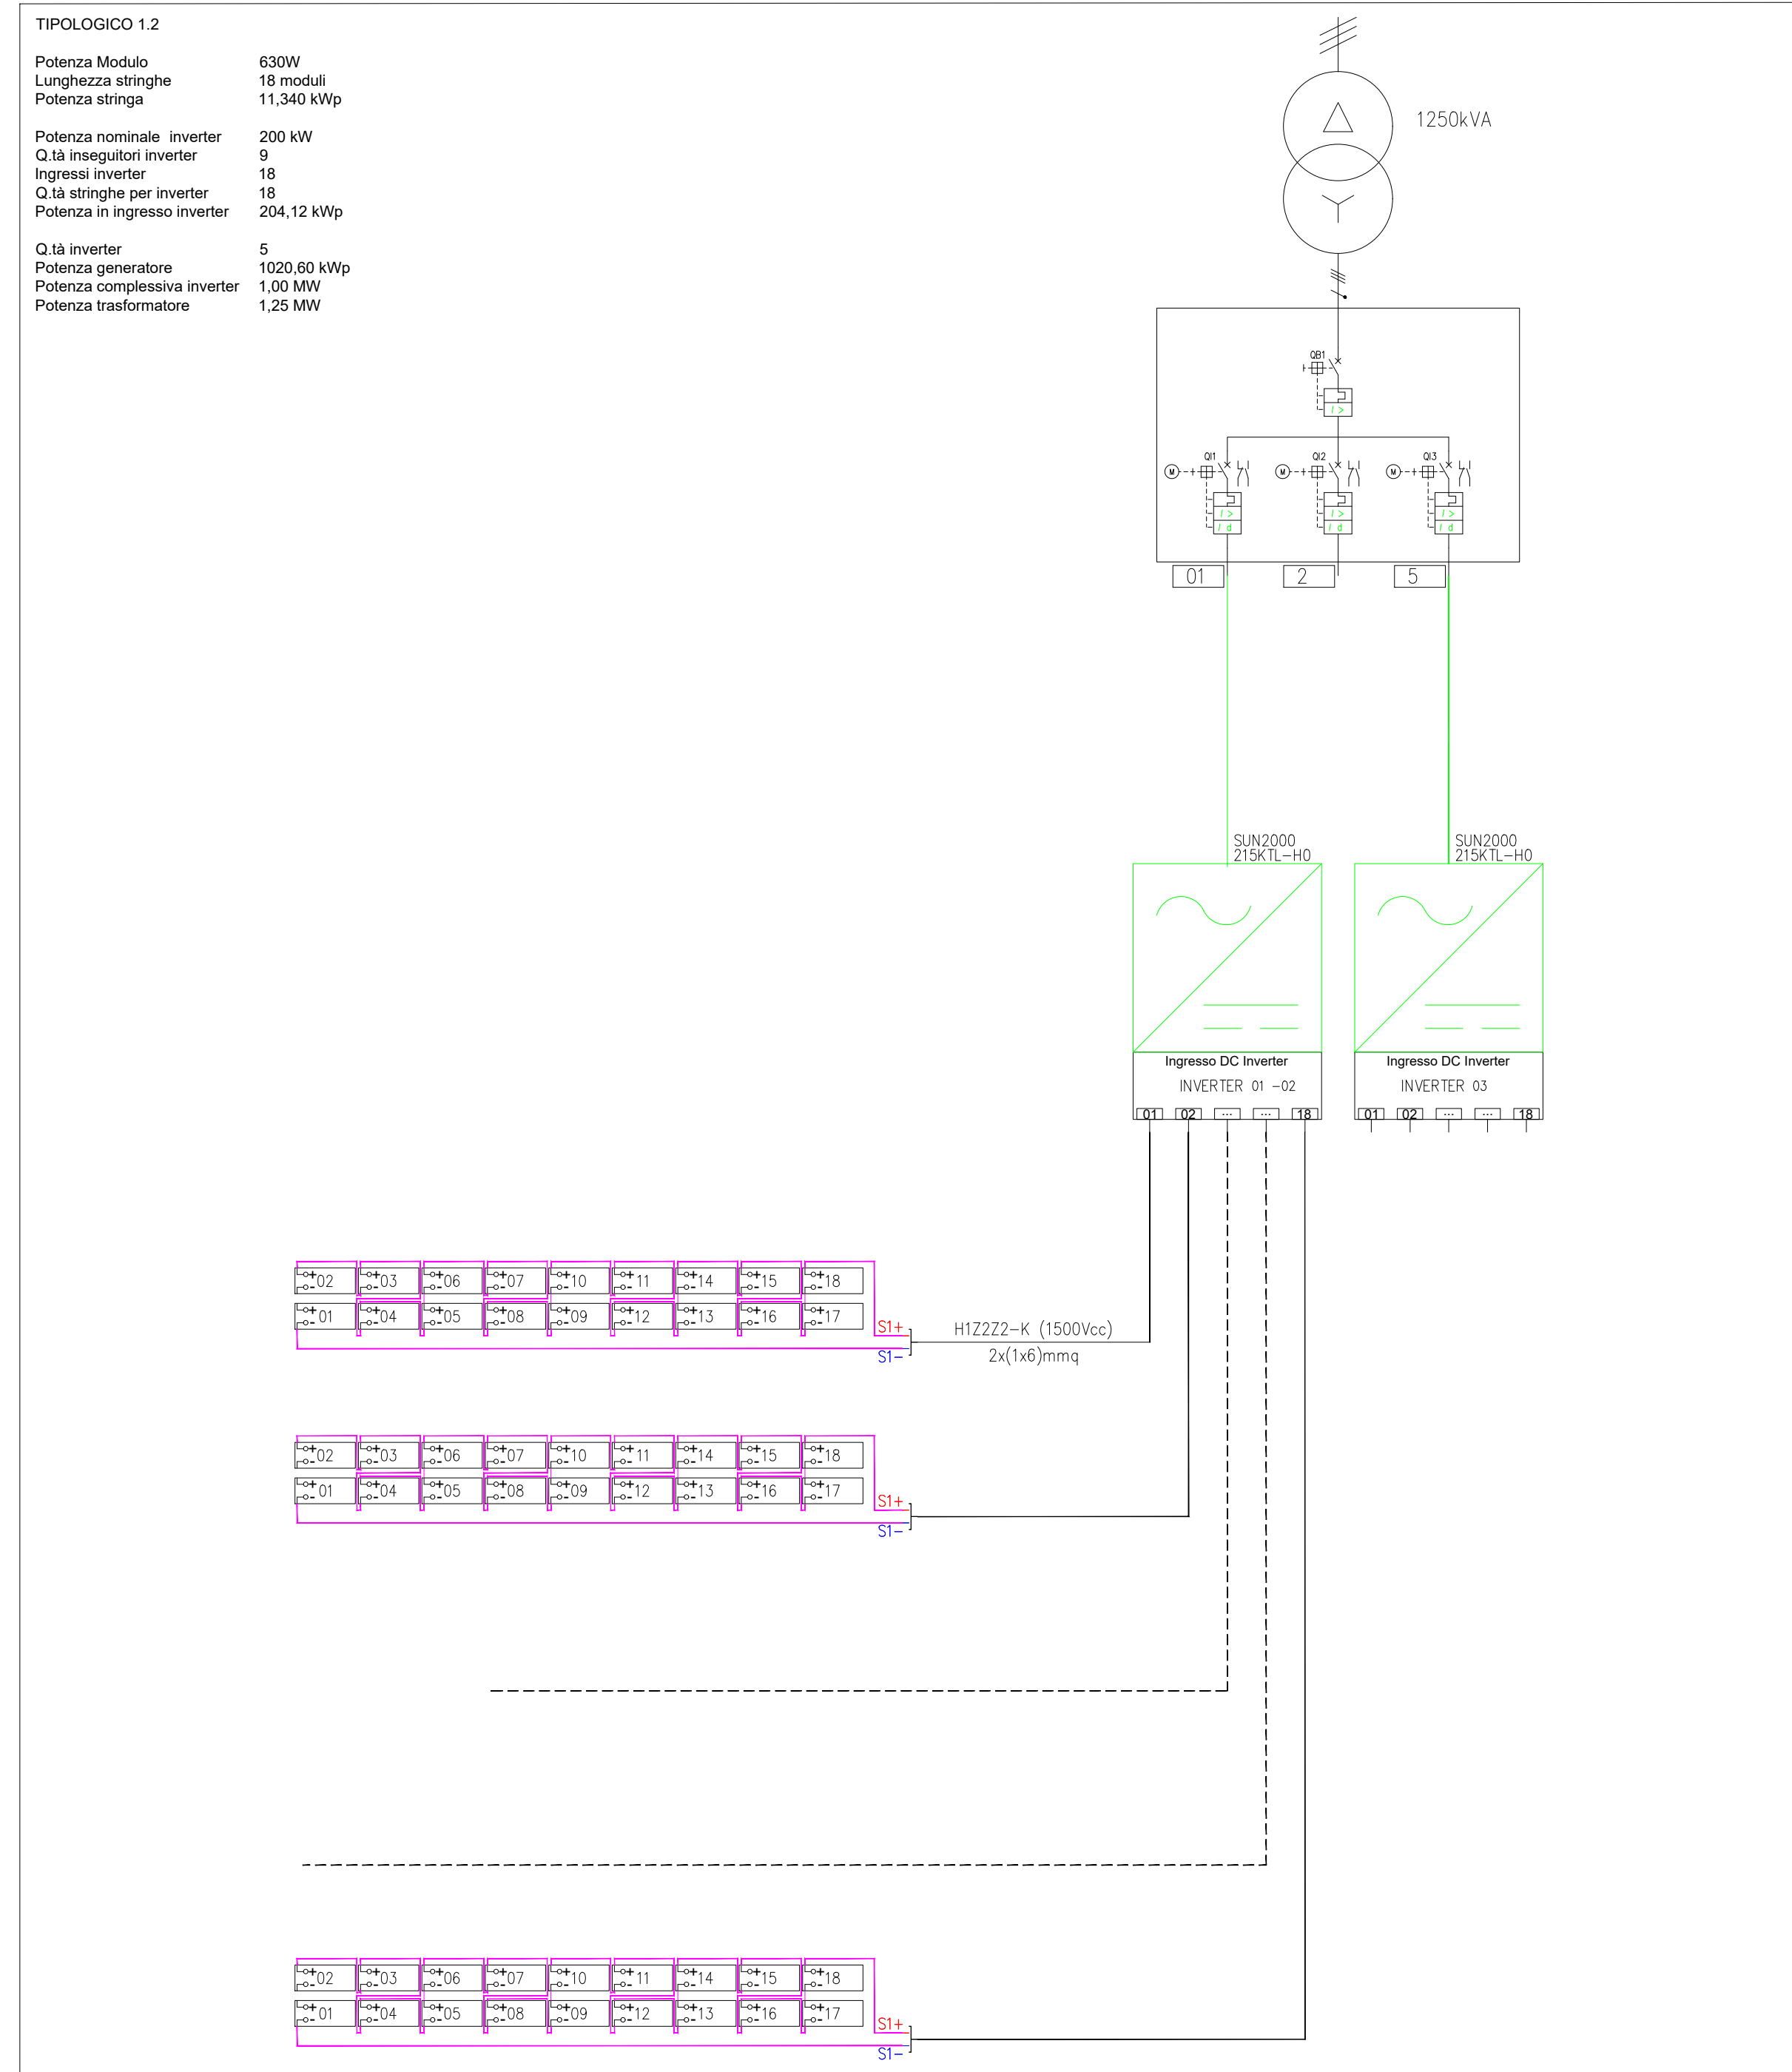 TIPOLOGICO 1.2
Potenza Modulo 630W
Lunghezza stringhe 18 moduli
Potenza stringa 11,340 kWp
Potenza nominale inverter 200 kW
Q.tà inseguitori inverter 9
Ingressi inverter 18
Q.tà stringhe per inverter 18
Potenza in ingresso inverter 204,12 kWp
Q.tà inverter 5
Potenza generatore 1020,60 kWp
Potenza complessiva inverter 1,00 MW
Potenza trasformatore 1,25 MW
1250kVA
QB1
I >
QI1 QI2 QI3
M M M
I > I > I >
I d I d I d
01 2 5
SUN2000 SUN2000
215KTL-H0 215KTL-H0
Ingresso DC Inverter Ingresso DC Inverter
INVERTER 01 -02 INVERTER 03
01 02 ... ... 18 01 02 ... ... 18
+ 02 + 03 + 06 + 07 + 10 + 11 + 14 + 15 + 18
- - - - - - - - -
+ 01 + 04 + 05 + 08 + 09 + 12 + 13 + 16 + 17
- - - - - - - - -
S1+
S1-
H1Z2Z2-K (1500Vcc)
2x(1x6)mmq
+ 02 + 03 + 06 + 07 + 10 + 11 + 14 + 15 + 18
- - - - - - - - -
+ 01 + 04 + 05 + 08 + 09 + 12 + 13 + 16 + 17
- - - - - - - - -
S1+
S1-
+ 02 + 03 + 06 + 07 + 10 + 11 + 14 + 15 + 18
- - - - - - - - -
+ 01 + 04 + 05 + 08 + 09 + 12 + 13 + 16 + 17
- - - - - - - - -
S1+
S1-